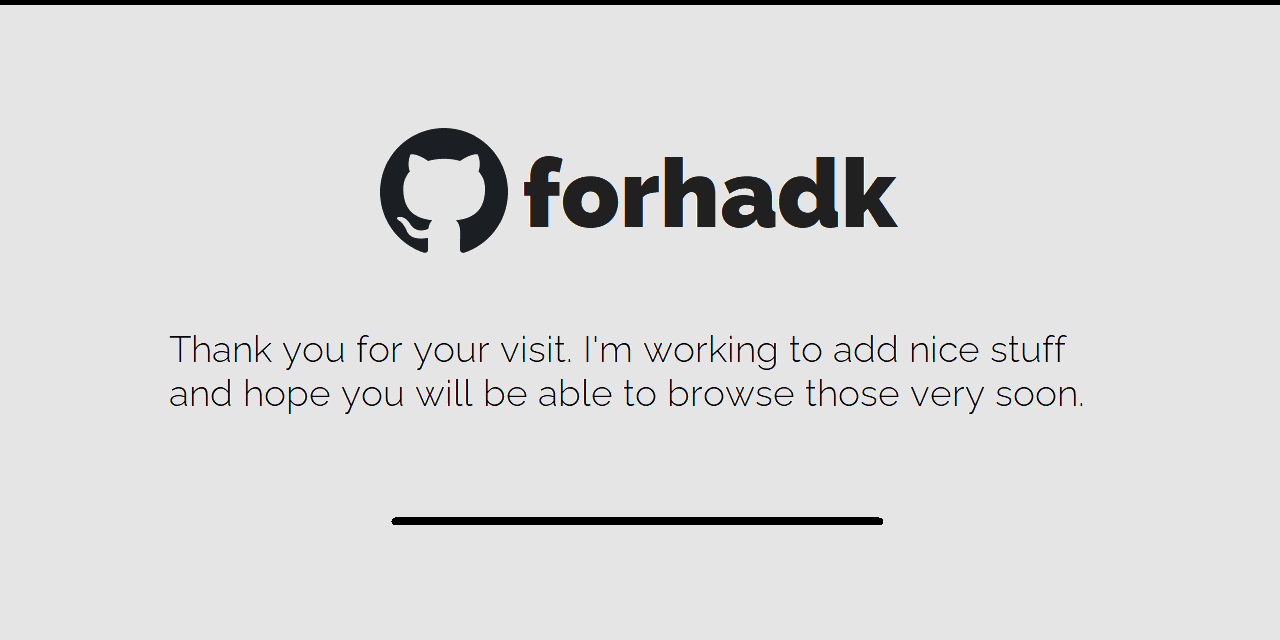 forhadk
Thank you for your visit. I'm working to add nice stuff
and hope you will be able to browse those very soon.